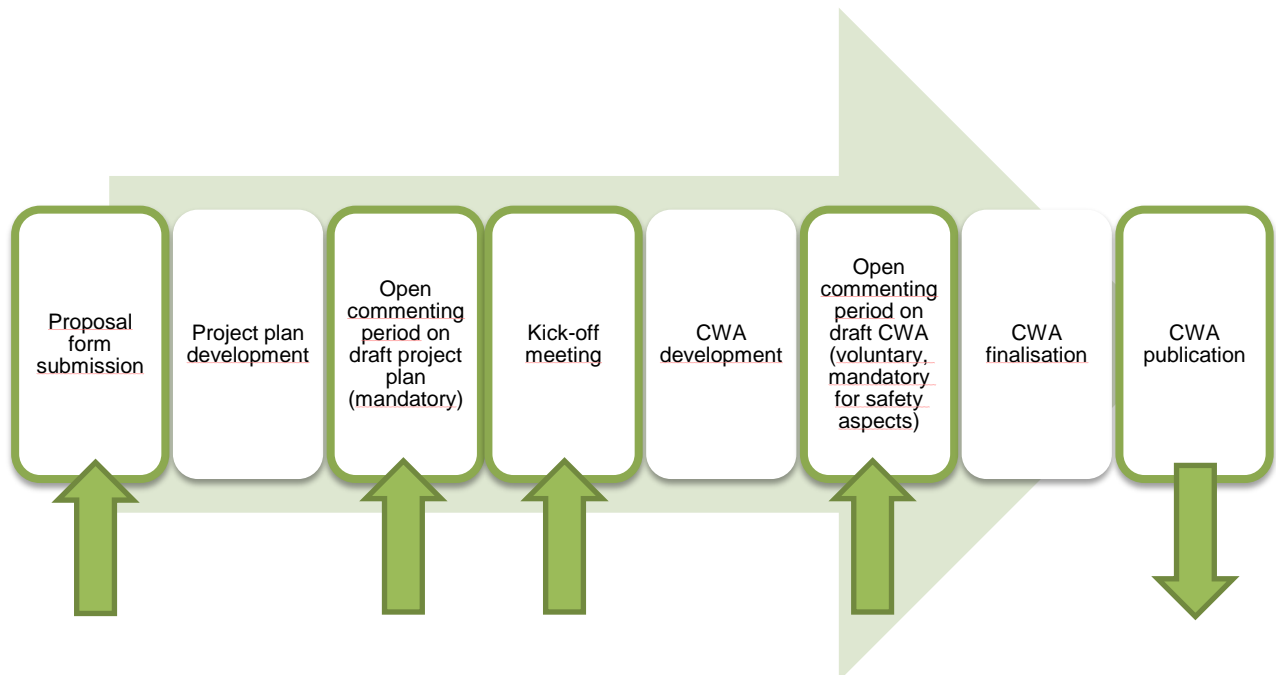 Proposal
form
submission
Project plan
development
Open
commenting
period on
draft project
plan
(mandatory)
Kick-off
meeting
CWA
development
Open
commenting
period on
draft CWA
(voluntary,
mandatory
for safety
aspects)
CWA
finalisation
CWA
publication